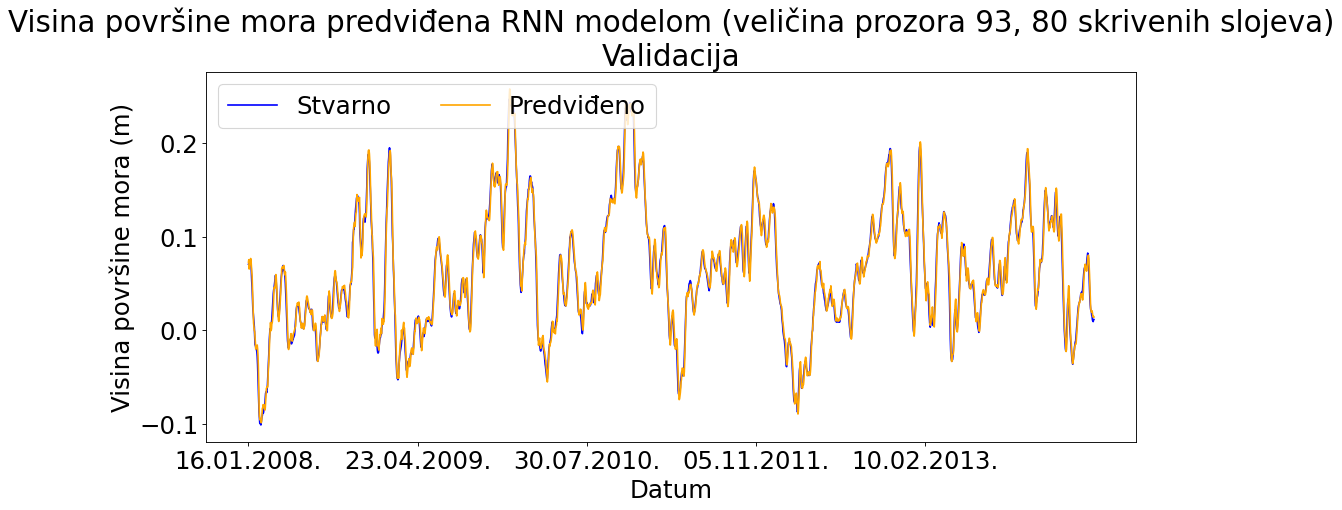 Visina površine mora predviđena RNN modelom (veličina prozora 93, 80 skrivenih slojeva)
Validacija
Stvarno
Predviđeno
Visina površine mora (m)
0.2
0.1
0.0
−0.1
16.01.2008.
23.04.2009.
30.07.2010.
05.11.2011.
10.02.2013.
Datum